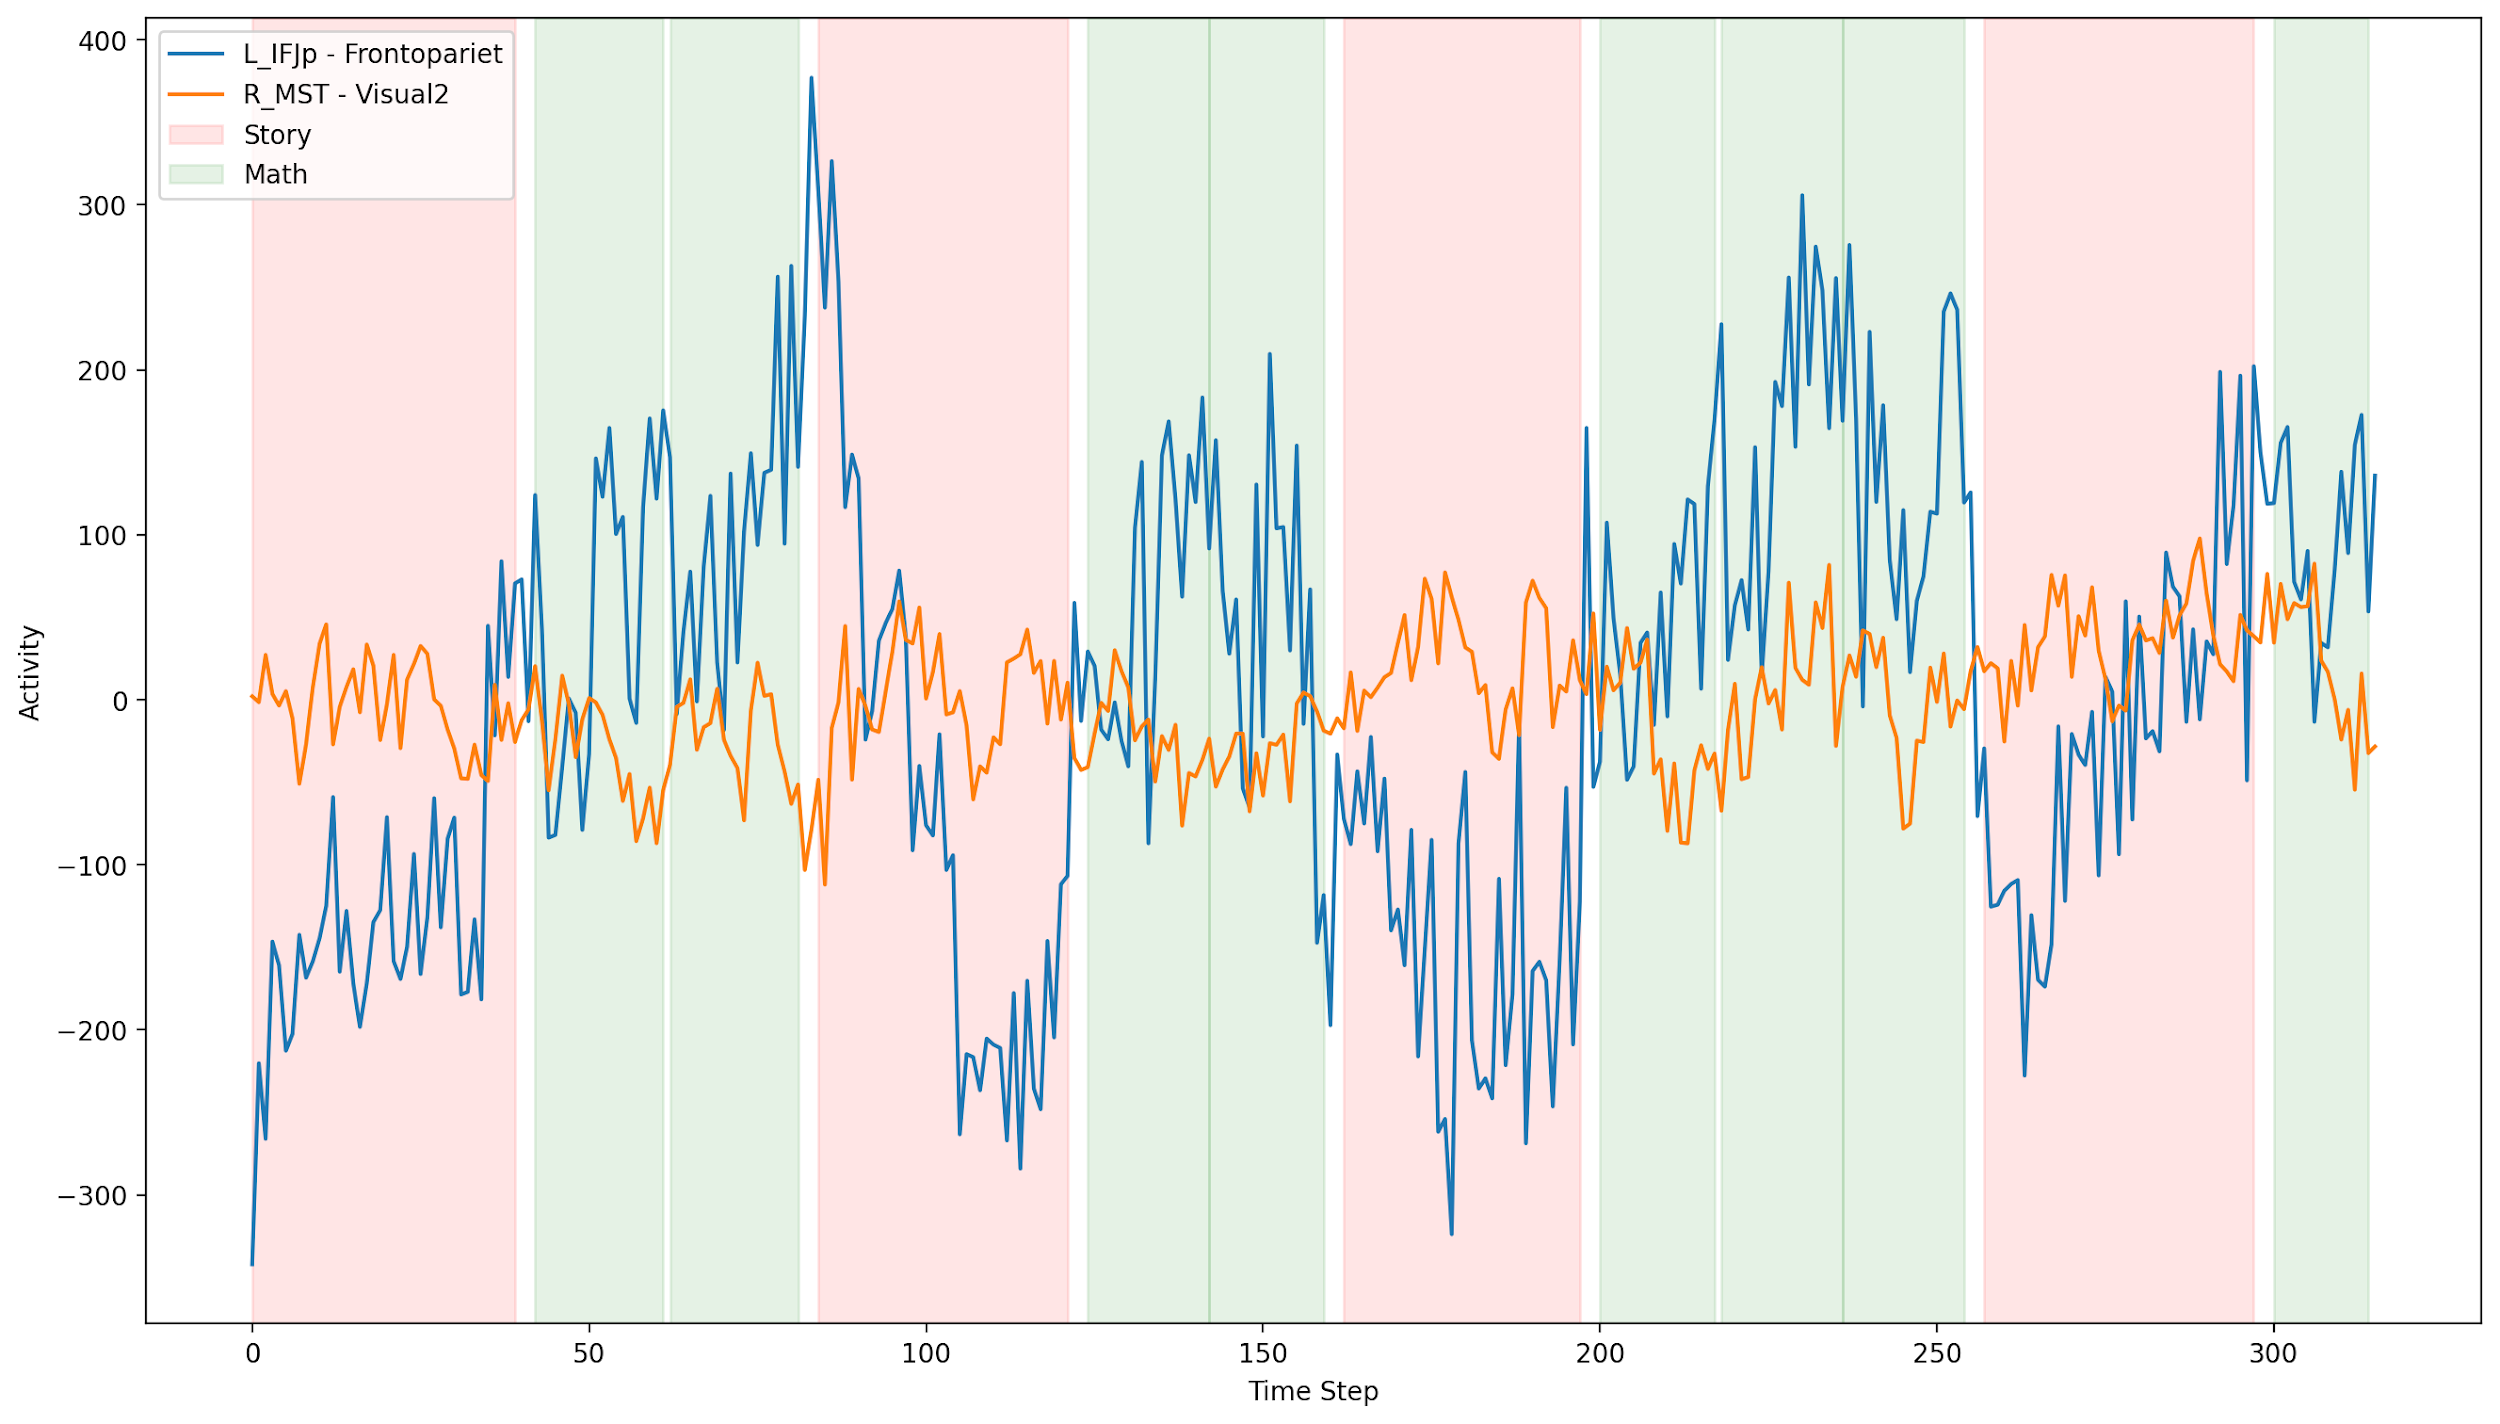 400
300
200
100
0
−100
−200
−300
Activity
L_IFJp - Frontopariet
R_MST - Visual2
Story
Math
0 50 100 150 200 250 300
Time Step